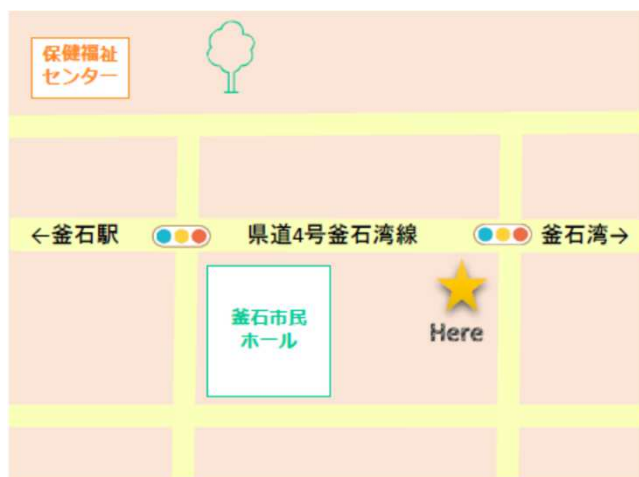 保健福祉
センター
←釜石駅
県道4号釜石湾線
釜石湾→
釜石市民
ホール
Here